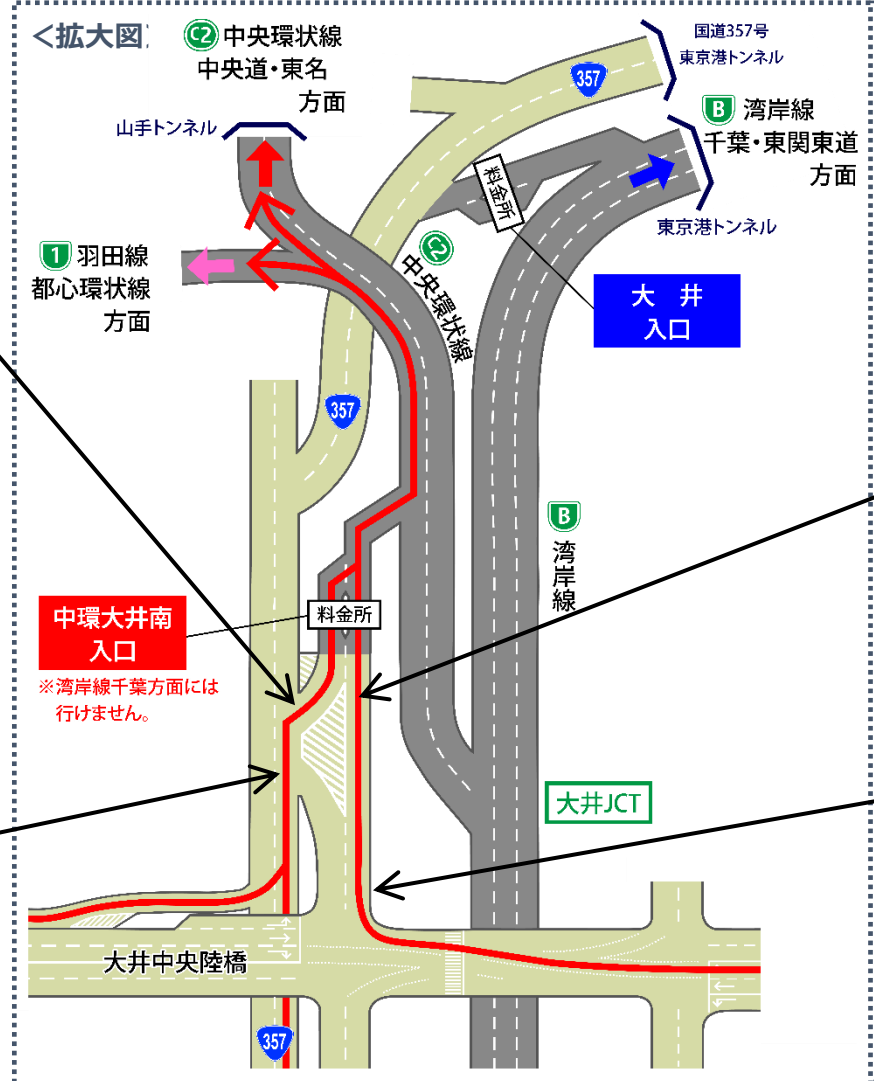 <拡大図
C2 中央環状線
中央道・東名
方面
国道357号
東京港トンネル
357
B 湾岸線
千葉・東関東道
方面
山手トンネル
料金所
東京港トンネル
1 羽田線
都心環状線
方面
C2
中央環状線
大 井
入口
357
B
湾岸線
中環大井南
入口
料金所
※湾岸線千葉方面には
行けません。
大井JCT
大井中央陸橋
357